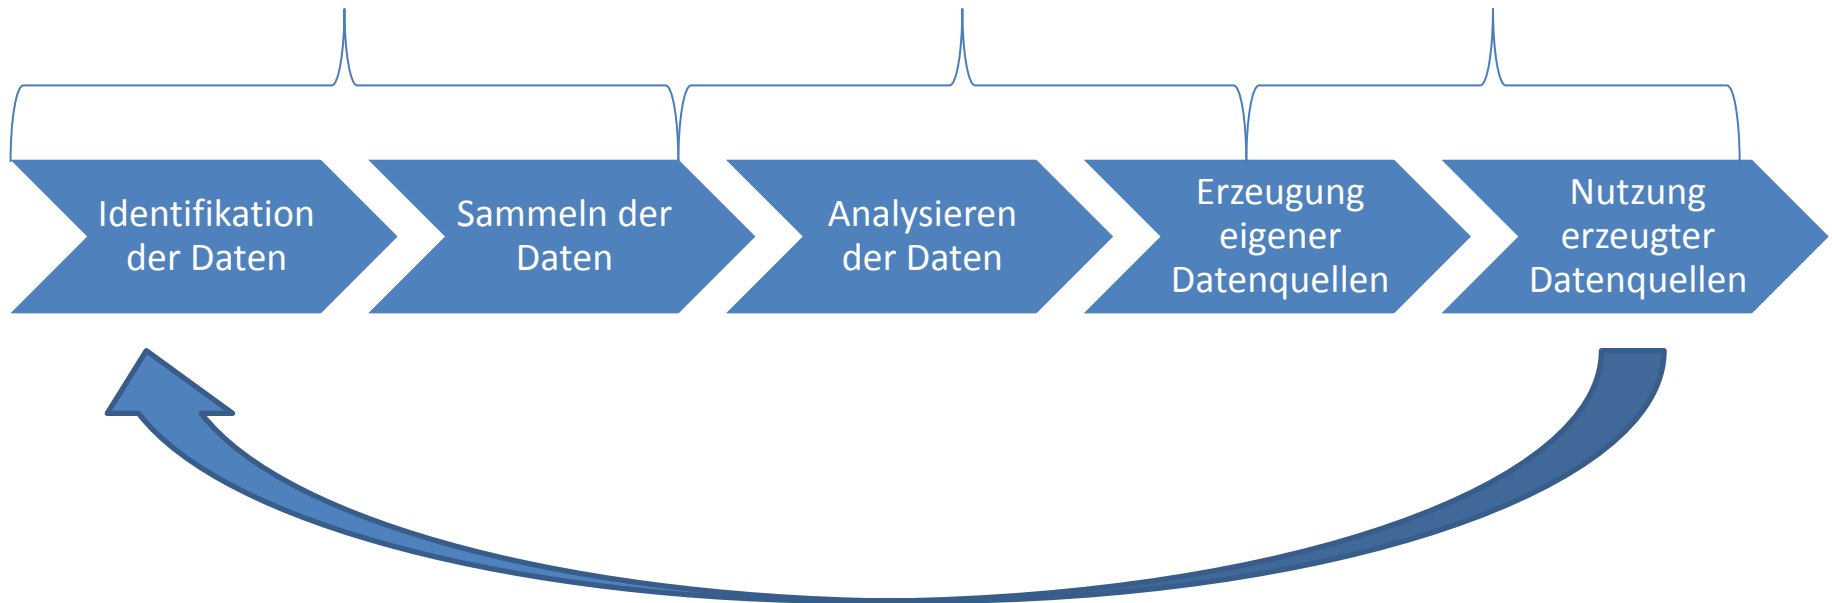 Identifikation
der Daten
Sammeln der
Daten
Analysieren
der Daten
Erzeugung
eigener
Datenquellen
Nutzung
erzeugter
Datenquellen